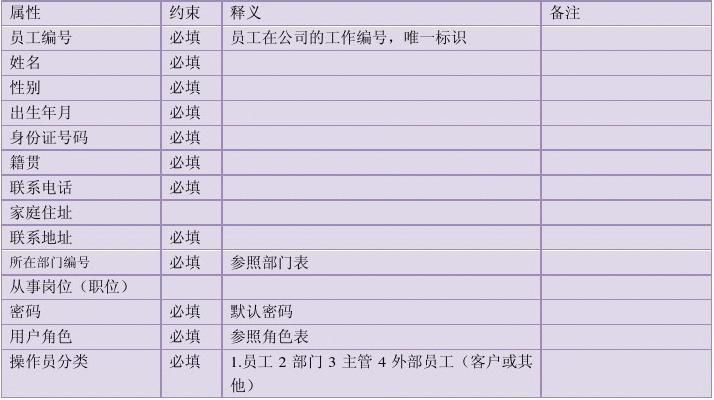 属性 约束 释义 备注
员工编号 必填 员工在公司的工作编号，唯一标识
姓名 必填
性别 必填
出生年月 必填
身份证号码 必填
籍贯 必填
联系电话 必填
家庭住址
联系地址 必填
所在部门编号 必填 参照部门表
从事岗位（职位）
密码 必填 默认密码
用户角色 必填 参照角色表
操作员分类 必填 1.员工 2 部门 3 主管 4 外部员工（客户或其
他）